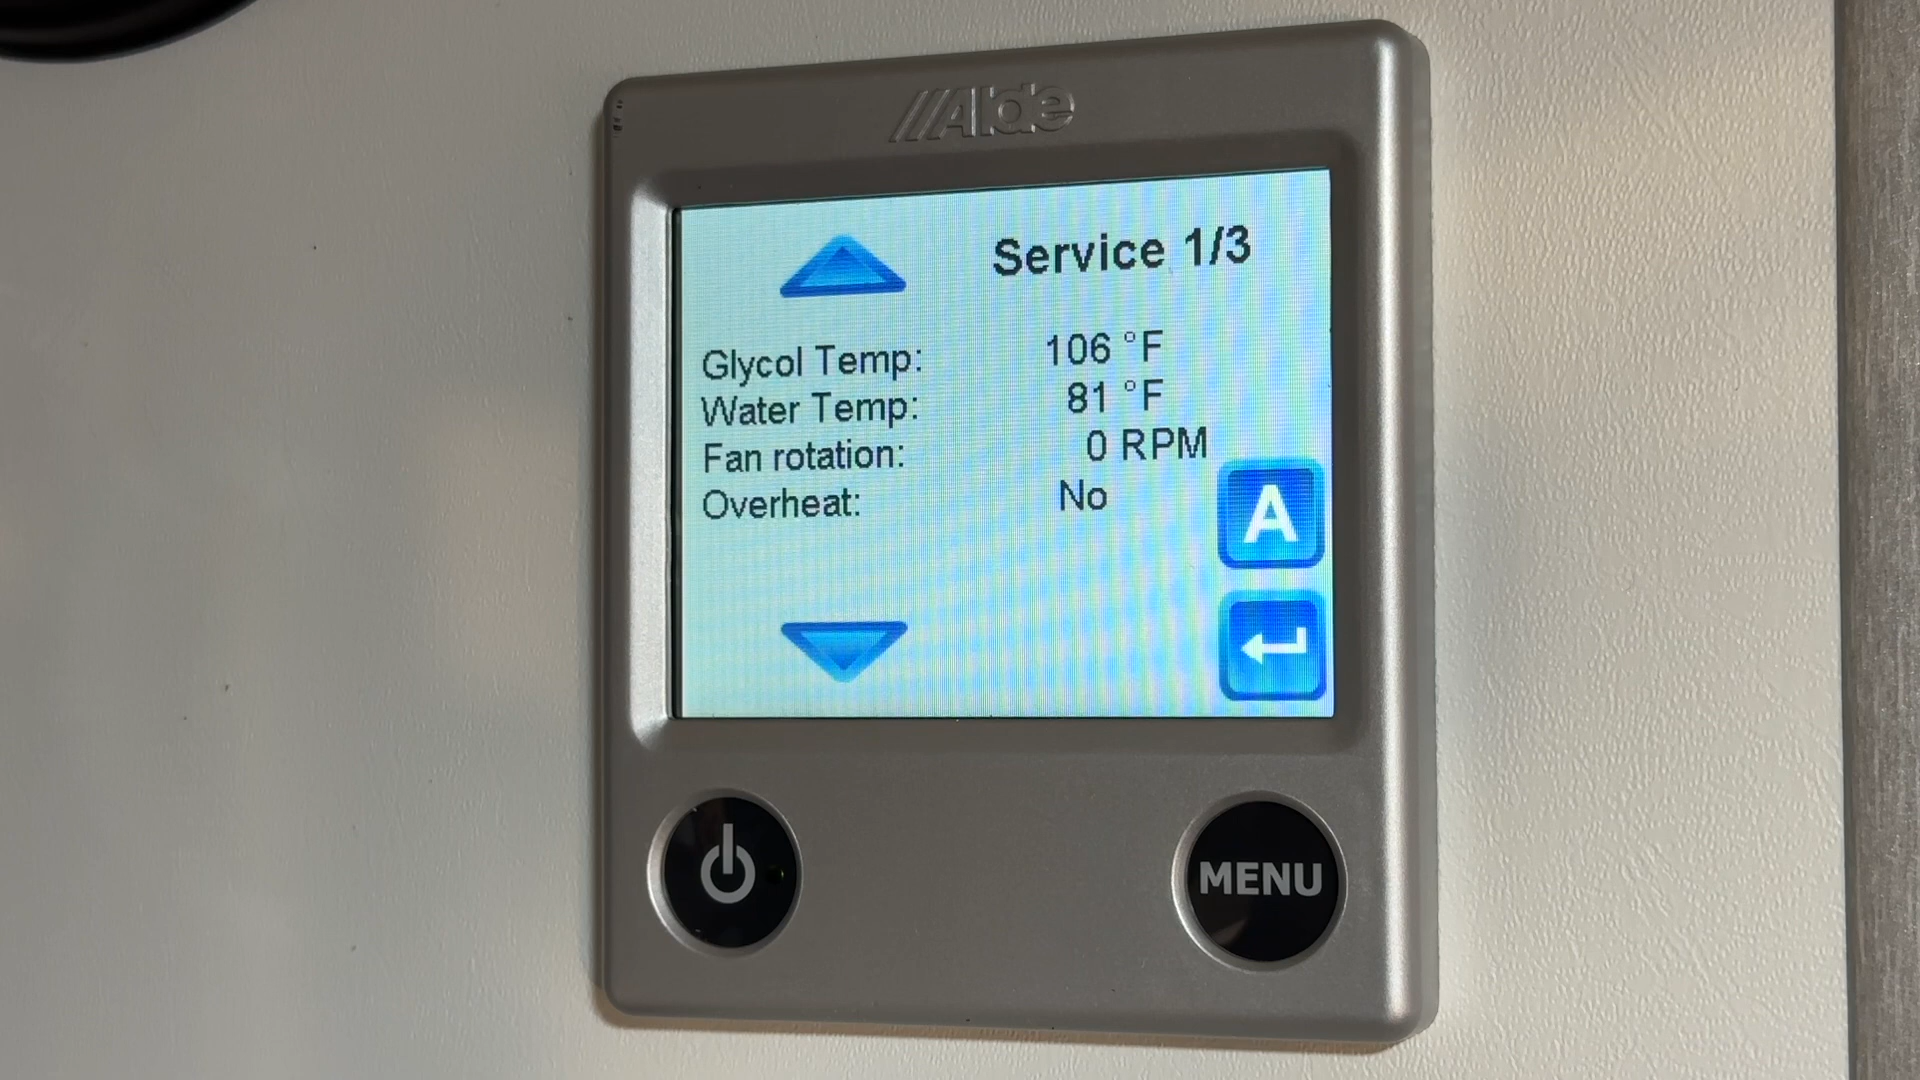 Alde
Service 1/3
Glycol Temp: 106 °F
Water Temp: 81 °F
Fan rotation: 0 RPM
Overheat: No
A
MENU